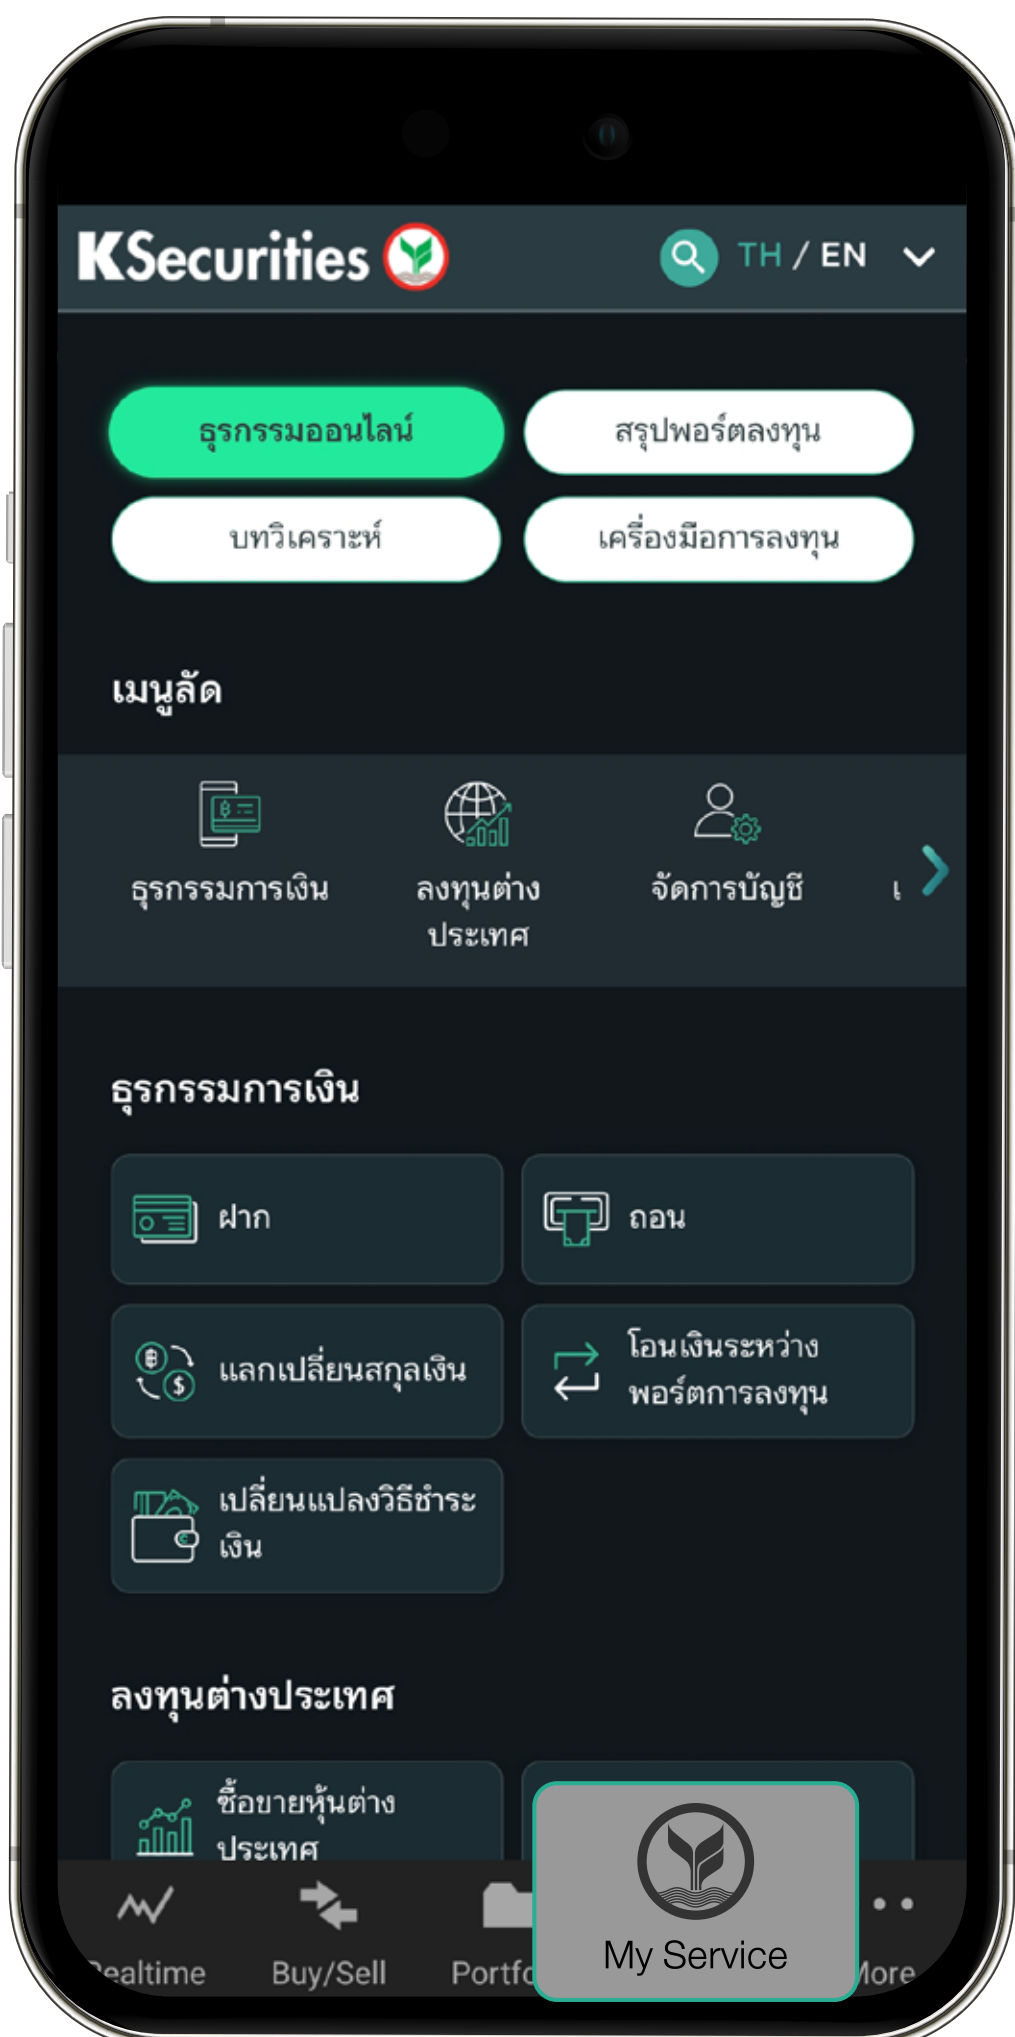 KSecurities
TH / EN
ธุรกรรมออนไลน์
สรุปพอร์ตลงทุน
บทวิเคราะห์
เครื่องมือการลงทุน
เมนูลัด
ธุรกรรมการเงิน
ลงทุนต่าง
ประเทศ
จัดการบัญชี
ธุรกรรมการเงิน
ฝาก
ถอน
แลกเปลี่ยนสกุลเงิน
โอนเงินระหว่าง
พอร์ตการลงทุน
เปลี่ยนแปลงวิธีชำระ
เงิน
ลงทุนต่างประเทศ
ซื้อขายหุ้นต่าง
ประเทศ
ealtime
Buy/Sell
Portfo
My Service
ore